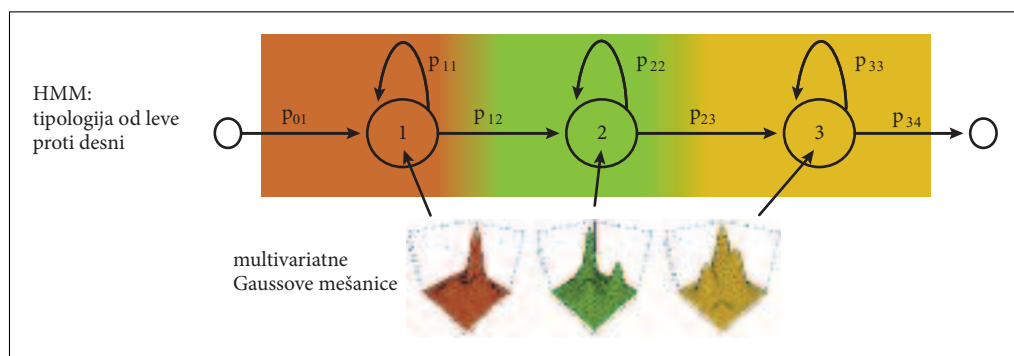 HMM:
tipologija od leve
proti desni
p01
p11
1
p12
p22
2
p23
p33
3
p34
multivariatne
Gaussove mešanice